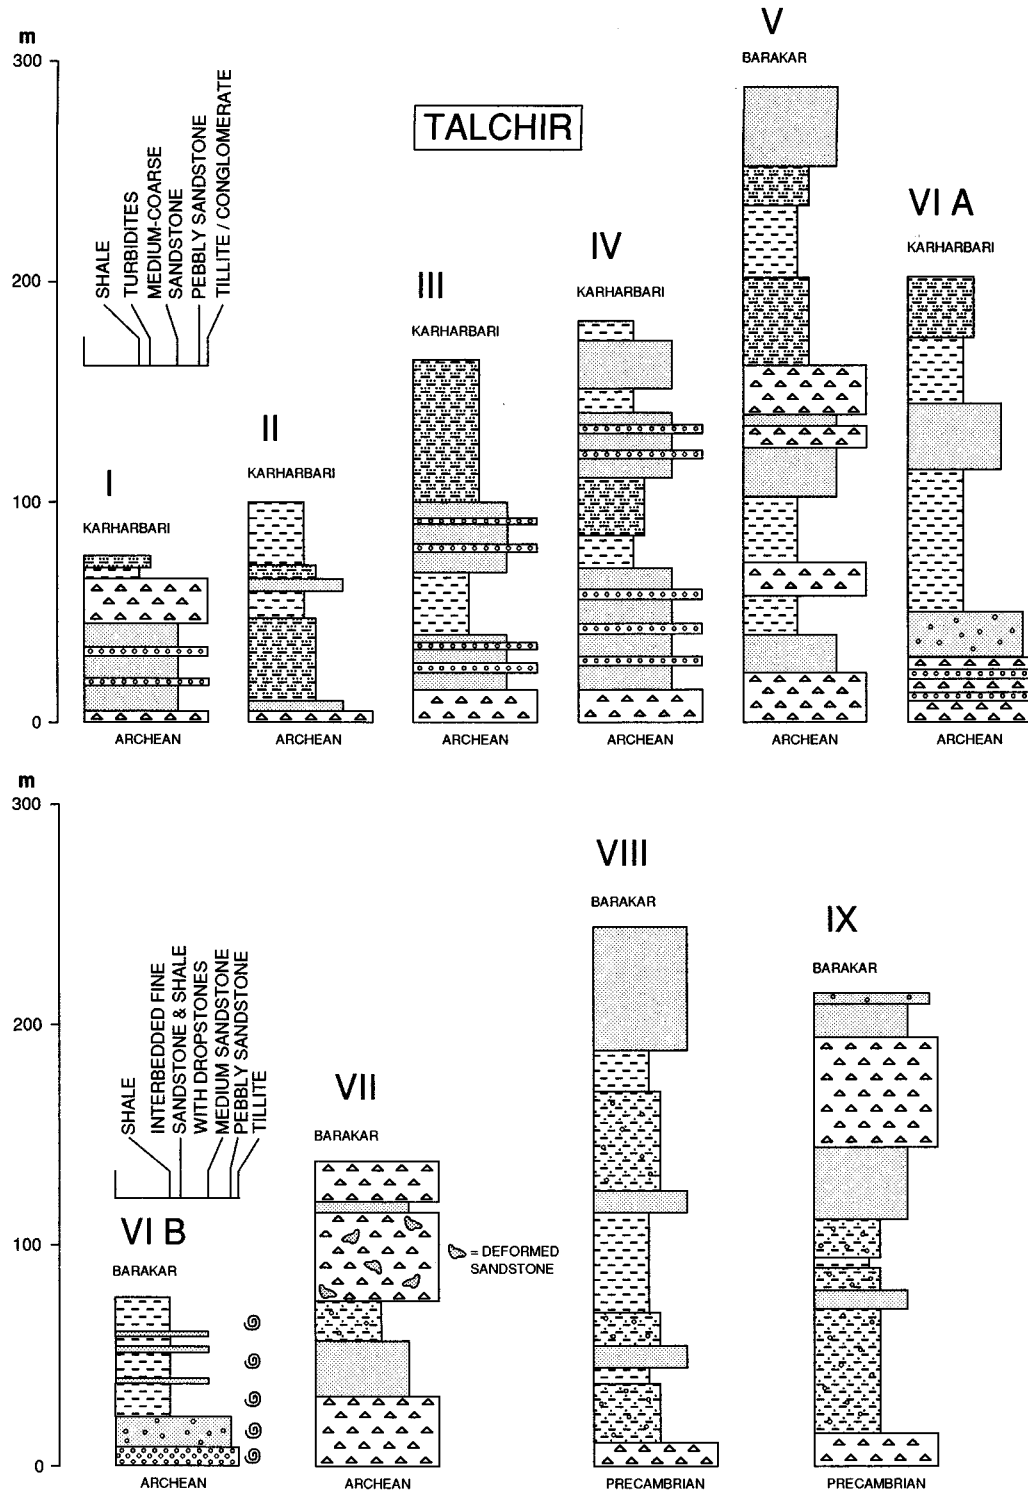 m
300
200
100
0
SHALE
TURBIDITES
MEDIUM-COARSE
SANDSTONE
PEBBLY SANDSTONE
TILLITE / CONGLOMERATE
TALCHIR
I
KARHARBARI
ARCHEAN
II
KARHARBARI
ARCHEAN
III
KARHARBARI
ARCHEAN
IV
KARHARBARI
ARCHEAN
V
BARAKAR
ARCHEAN
VI A
KARHARBARI
ARCHEAN
m
300
200
100
0
SHALE
INTERBEDDED FINE
SANDSTONE & SHALE
WITH DROPSTONES
MEDIUM SANDSTONE
PEBBLY SANDSTONE
TILLITE
VI B
BARAKAR
ARCHEAN
VII
BARAKAR
ARCHEAN
= DEFORMED
SANDSTONE
VIII
BARAKAR
PRECAMBRIAN
IX
BARAKAR
PRECAMBRIAN